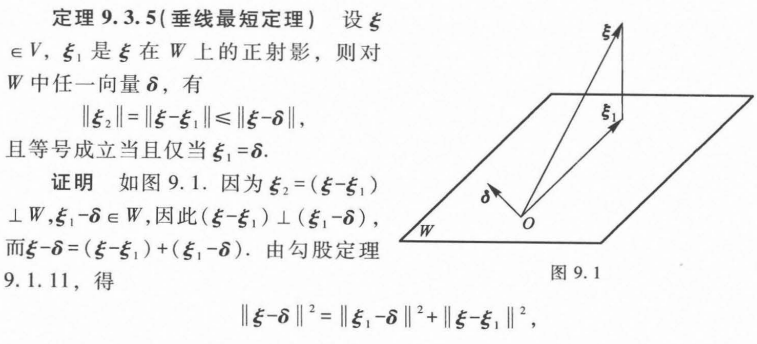 定理 9.3.5(垂线最短定理) 设 ξ
∈V, ξ₁ 是 ξ 在 W 上的正射影, 则对
W 中任一向量 δ, 有
‖ξ₂‖=‖ξ-ξ₁‖≤‖ξ-δ‖,
且等号成立当且仅当 ξ₁=δ.
证明 如图 9.1. 因为 ξ₂=(ξ-ξ₁)
⊥W,ξ₁-δ∈W,因此(ξ-ξ₁)⊥(ξ₁-δ),
而ξ-δ=(ξ-ξ₁)+(ξ₁-δ). 由勾股定理
9.1.11, 得
‖ξ-δ‖²=‖ξ₁-δ‖²+‖ξ-ξ₁‖²,
ξ
ξ₁
δ
O
W
图 9.1